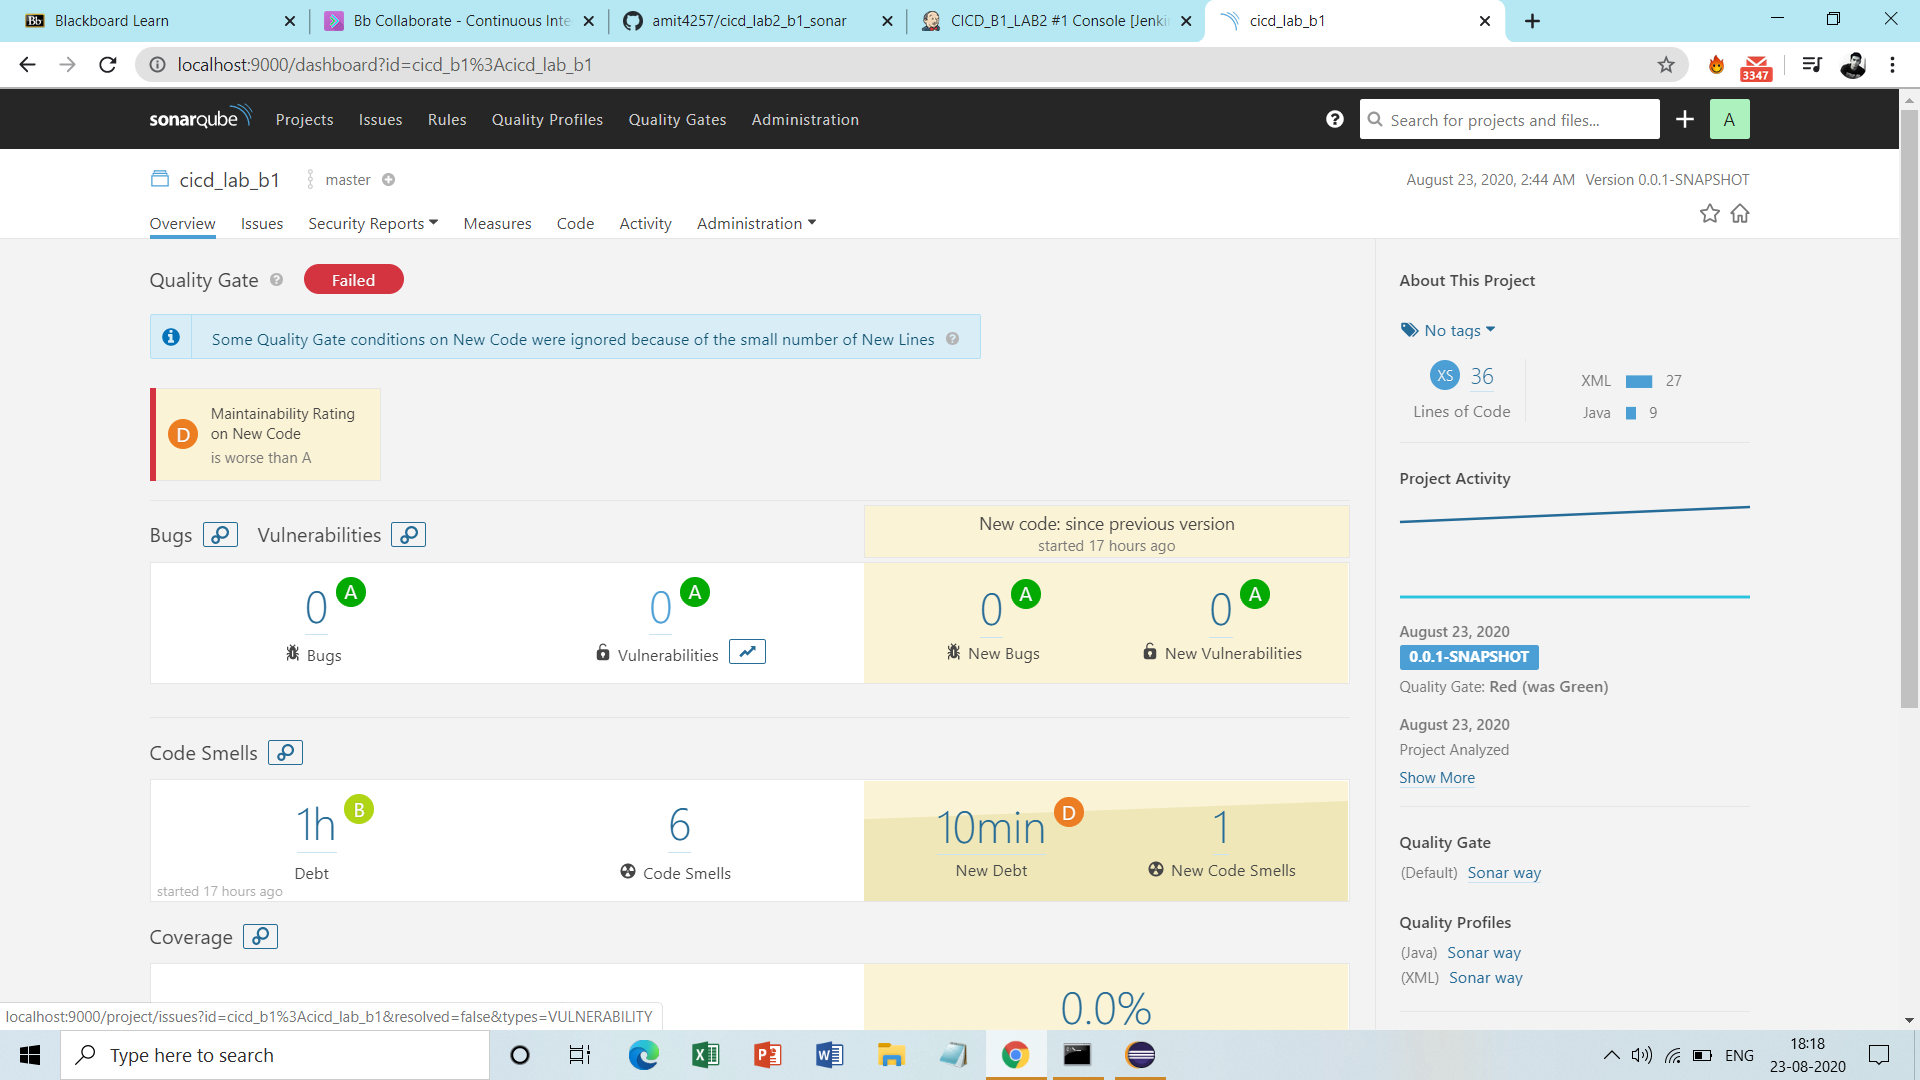 Blackboard Learn
Bb Collaborate - Continuous Inte
amit4257/cicd_lab2_b1_sonar
CICD_B1_LAB2 #1 Console [Jenki
cicd_lab_b1
localhost:9000/dashboard?id=cicd_b1%3Acicd_lab_b1
3347
sonarqube
Projects
Issues
Rules
Quality Profiles
Quality Gates
Administration
Search for projects and files...
A
cicd_lab_b1
master
August 23, 2020, 2:44 AM Version 0.0.1-SNAPSHOT
Overview
Issues
Security Reports
Measures
Code
Activity
Administration
Quality Gate
Failed
Some Quality Gate conditions on New Code were ignored because of the small number of New Lines
D
Maintainability Rating
on New Code
is worse than A
Bugs
Vulnerabilities
New code: since previous version
started 17 hours ago
0 A
Bugs
0 A
Vulnerabilities
0 A
New Bugs
0 A
New Vulnerabilities
Code Smells
1h B
Debt
started 17 hours ago
6
Code Smells
10min D
New Debt
1
New Code Smells
Coverage
0.0%
About This Project
No tags
XS 36
Lines of Code
XML 27
Java 9
Project Activity
August 23, 2020
0.0.1-SNAPSHOT
Quality Gate: Red (was Green)
August 23, 2020
Project Analyzed
Show More
Quality Gate
(Default) Sonar way
Quality Profiles
(Java) Sonar way
(XML) Sonar way
localhost:9000/project/issues?id=cicd_b1%3Acicd_lab_b1&resolved=false&types=VULNERABILITY
Type here to search
ENG
18:18
23-08-2020